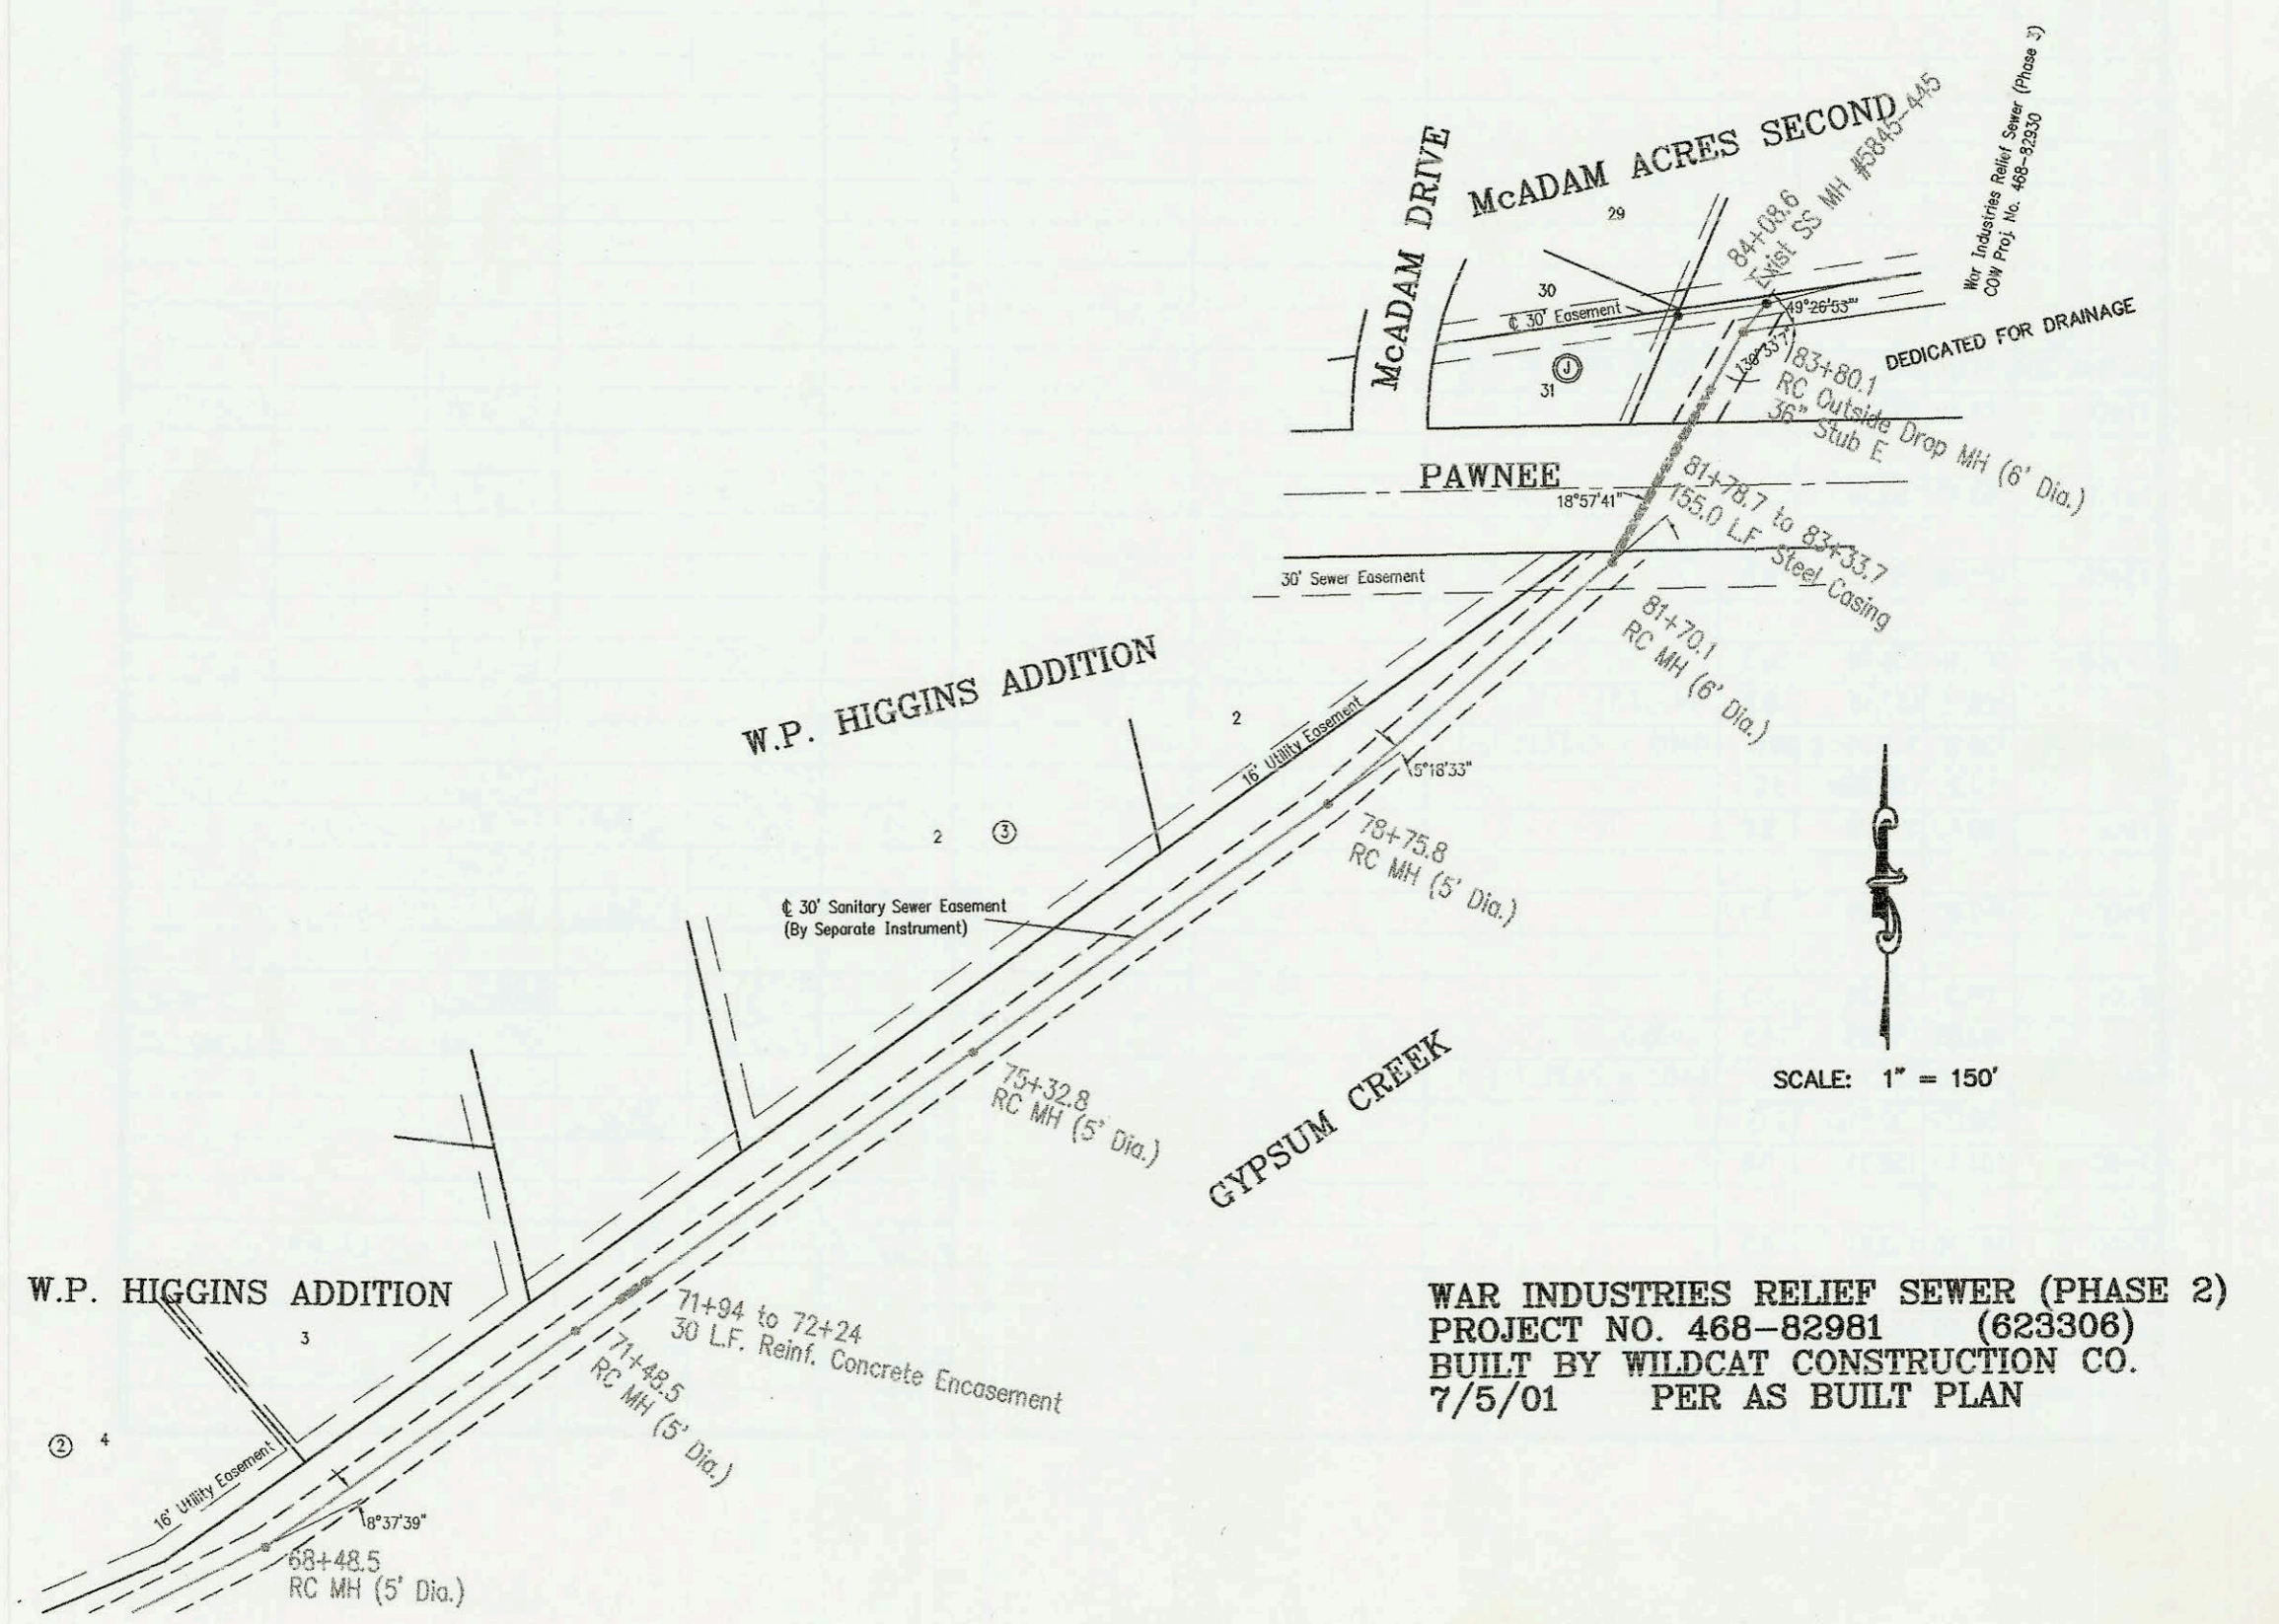 War Industries Relief Sewer (Phase 3)
COW Proj. No. 468-82930
McADAM ACRES SECOND
McADAM DRIVE
29
84+08.6
Exist SS MH #5845-445
30
℄ 30' Easement
49°26'53"
DEDICATED FOR DRAINAGE
J
31
83+80.1
RC Outside Drop MH (6' Dia.)
36" Stub E
PAWNEE
18°57'41"
81+78.7 to 83+33.7
155.0 L.F. Steel Casing
30' Sewer Easement
81+70.1
RC MH (6' Dia.)
W.P. HIGGINS ADDITION
2
16' Utility Easement
5°18'33"
2
3
78+75.8
RC MH (5' Dia.)
℄ 30' Sanitary Sewer Easement
(By Separate Instrument)
75+32.8
RC MH (5' Dia.)
GYPSUM CREEK
SCALE: 1" = 150'
W.P. HIGGINS ADDITION
3
71+94 to 72+24
30 L.F. Reinf. Concrete Encasement
71+48.5
RC MH (5' Dia.)
2
4
16' Utility Easement
8°37'39"
68+48.5
RC MH (5' Dia.)
WAR INDUSTRIES RELIEF SEWER (PHASE 2)
PROJECT NO. 468-82981 (623306)
BUILT BY WILDCAT CONSTRUCTION CO.
7/5/01 PER AS BUILT PLAN